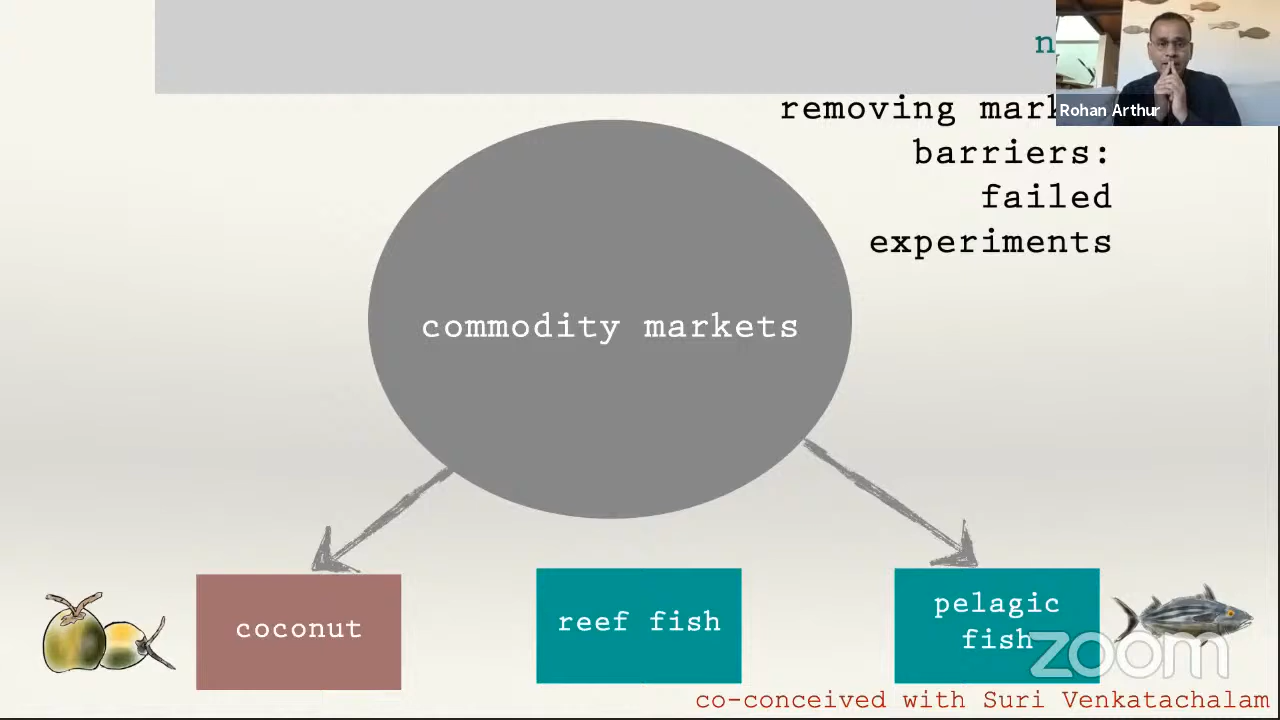 n
Rohan Arthur
removing
barriers:
failed
experiments
commodity markets
coconut
reef fish
pelagic
fish
zoom
co-conceived with Suri Venkatachalam